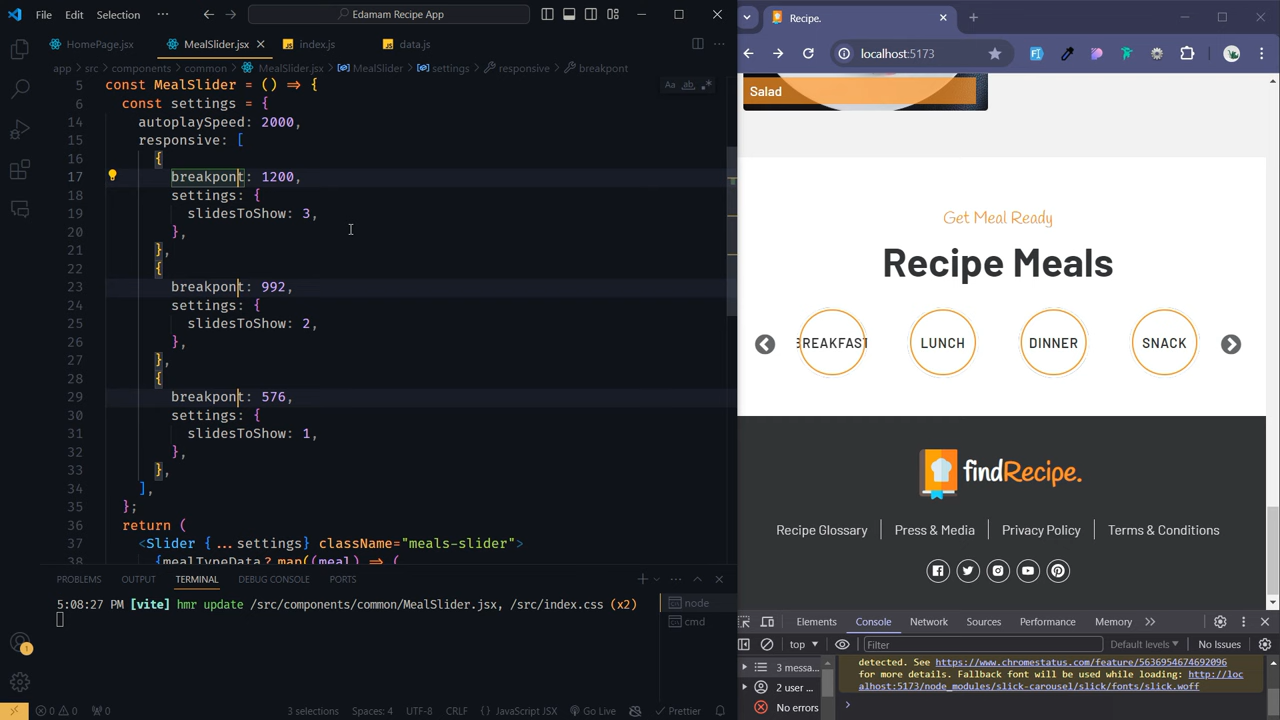 File Edit Selection ···
Edamam Recipe App
HomePage.jsx
MealSlider.jsx
index.js
data.js
app > src > components > common > MealSlider.jsx > MealSlider > settings > responsive > breakpont
5 const MealSlider = () => {
6 const settings = {
14 autoplaySpeed: 2000,
15 responsive: [
16 {
17 breakpont: 1200,
18 settings: {
19 slidesToShow: 3,
20 },
21 },
22 {
23 breakpont: 992,
24 settings: {
25 slidesToShow: 2,
26 },
27 },
28 {
29 breakpont: 576,
30 settings: {
31 slidesToShow: 1,
32 },
33 },
34 ],
35 };
36 return (
37 <Slider {...settings} className="meals-slider">
38 {mealTypeData?.map((meal) => (
PROBLEMS OUTPUT TERMINAL DEBUG CONSOLE PORTS
5:08:27 PM [vite] hmr update /src/components/common/MealSlider.jsx, /src/index.css (x2)
node
cmd
0 0 0 3 selections Spaces: 4 UTF-8 CRLF JavaScript JSX Go Live Prettier
Recipe.
localhost:5173
Salad
Get Meal Ready
Recipe Meals
BREAKFAST LUNCH DINNER SNACK
findRecipe.
Recipe Glossary Press & Media Privacy Policy Terms & Conditions
Elements Console Network Sources Performance Memory
top Filter Default levels No Issues
3 messa...
2 user ...
No errors
detected. See https://www.chromestatus.com/feature/5636954674692096
for more details. Fallback font will be used while loading: http://loc
alhost:5173/node_modules/slick-carousel/slick/fonts/slick.woff